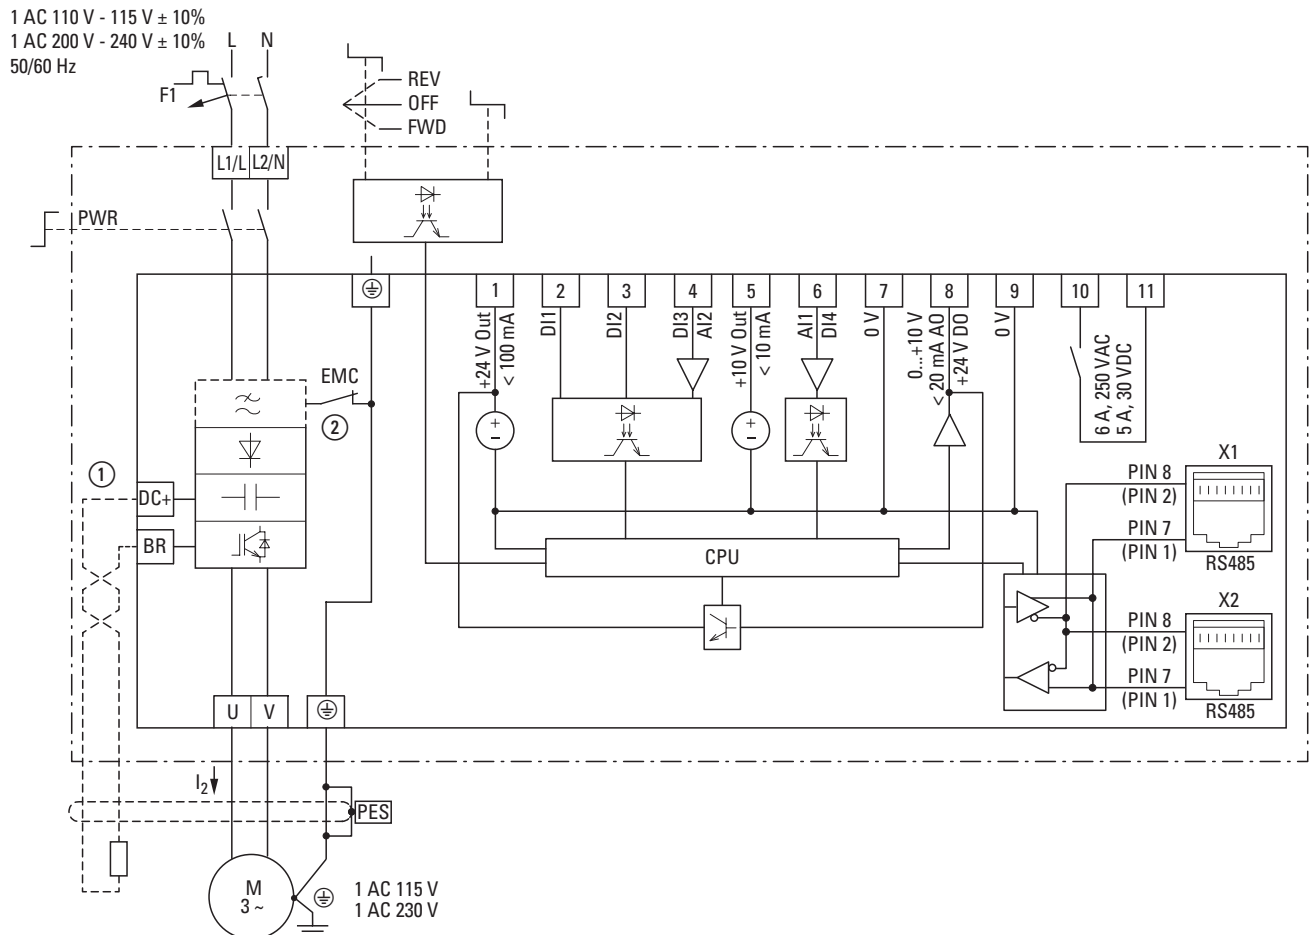 1 AC 110 V - 115 V ± 10%
1 AC 200 V - 240 V ± 10%
50/60 Hz
L N
F1
REV
OFF
FWD
L1/L L2/N
PWR
1 2 3 4 5 6 7 8 9 10 11
+24 V Out
< 100 mA
DI1
DI2
DI3
AI2
+10 V Out
< 10 mA
AI1
DI4
0 V
0...+10 V
< 20 mA AO
+24 V DO
0 V
6 A, 250 VAC
5 A, 30 VDC
EMC
2
1
+
-
+
-
DC+
BR
CPU
X1
PIN 8
(PIN 2)
PIN 7
(PIN 1)
RS485
X2
PIN 8
(PIN 2)
PIN 7
(PIN 1)
RS485
U V
I2
PES
M
3 ~
1 AC 115 V
1 AC 230 V